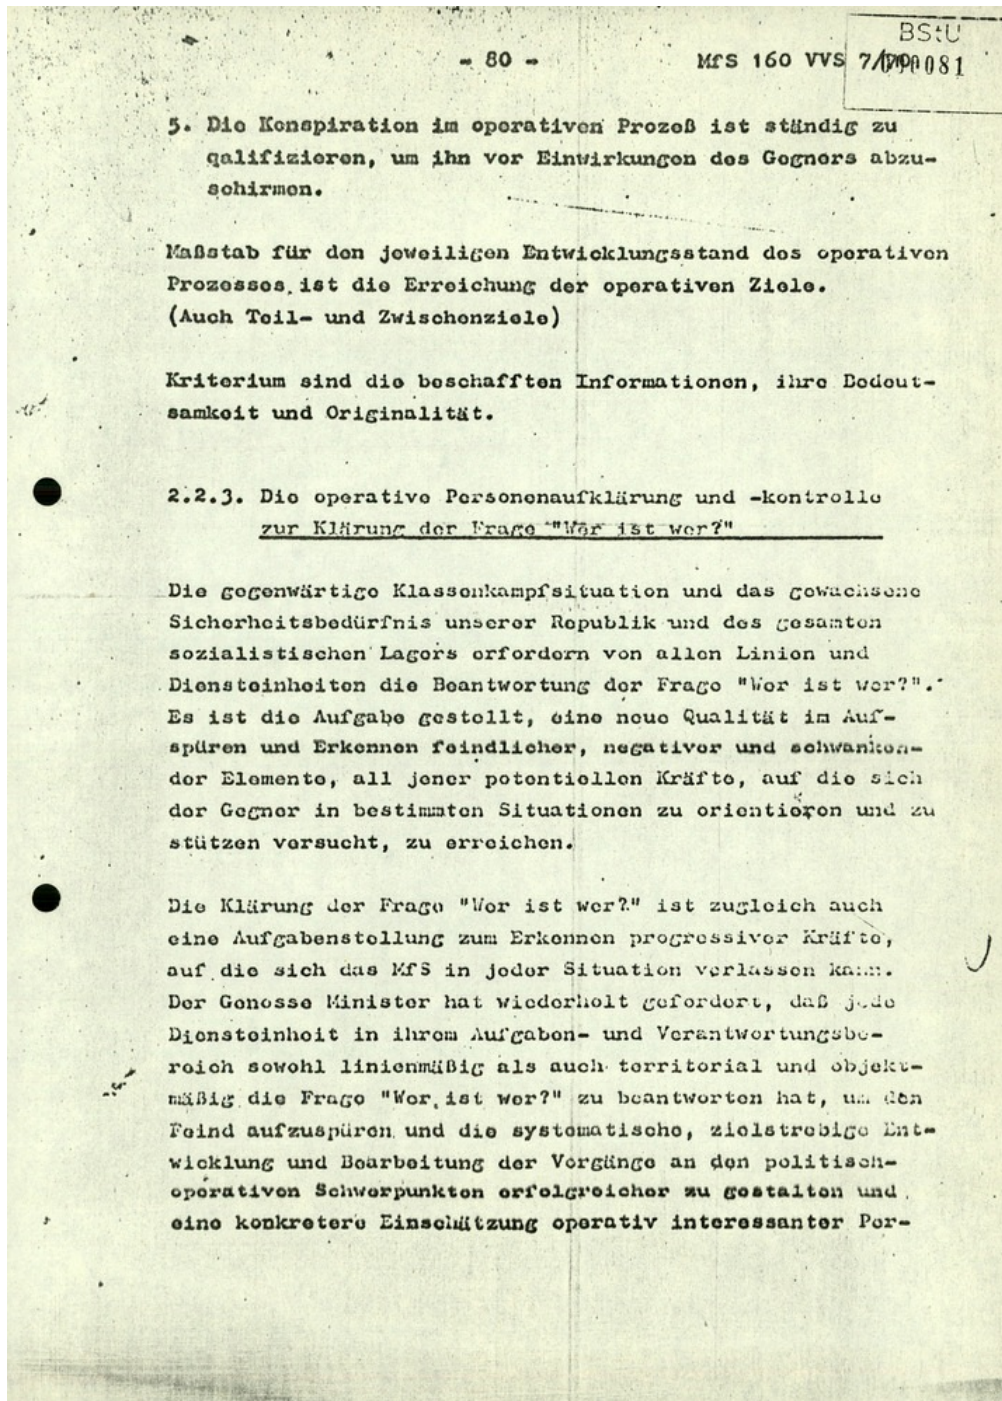 BStU
- 80 -
MfS 160 VVS 7/70
000081
5. Die Konspiration im operativen Prozeß ist ständig zu
qalifizieren, um ihn vor Einwirkungen des Gegners abzu-
schirmen.
Maßstab für den jeweiligen Entwicklungsstand des operativen
Prozesses ist die Erreichung der operativen Ziele.
(Auch Teil- und Zwischenziele)
Kriterium sind die beschafften Informationen, ihre Bedeut-
samkeit und Originalität.
2.2.3. Die operative Personenaufklärung und -kontrolle
zur Klärung der Frage "Wer ist wer?"
Die gegenwärtige Klassenkampfsituation und das gewachsene
Sicherheitsbedürfnis unserer Republik und des gesamten
sozialistischen Lagers erfordern von allen Linien und
Diensteinheiten die Beantwortung der Frage "Wer ist wer?".
Es ist die Aufgabe gestellt, eine neue Qualität im Auf-
spüren und Erkennen feindlicher, negativer und schwanken-
der Elemente, all jener potentiellen Kräfte, auf die sich
der Gegner in bestimmten Situationen zu orientieren und zu
stützen versucht, zu erreichen.
Die Klärung der Frage "Wer ist wer?" ist zugleich auch
eine Aufgabenstellung zum Erkennen progressiver Kräfte,
auf die sich das MfS in jeder Situation verlassen kann.
Der Genosse Minister hat wiederholt gefordert, daß jede
Diensteinheit in ihrem Aufgaben- und Verantwortungsbe-
reich sowohl linienmäßig als auch territorial und objekt-
mäßig die Frage "Wer ist wer?" zu beantworten hat, um den
Feind aufzuspüren und die systematische, zielstrebige Ent-
wicklung und Bearbeitung der Vorgänge an den politisch-
operativen Schwerpunkten erfolgreicher zu gestalten und
eine konkretere Einschätzung operativ interessanter Per-